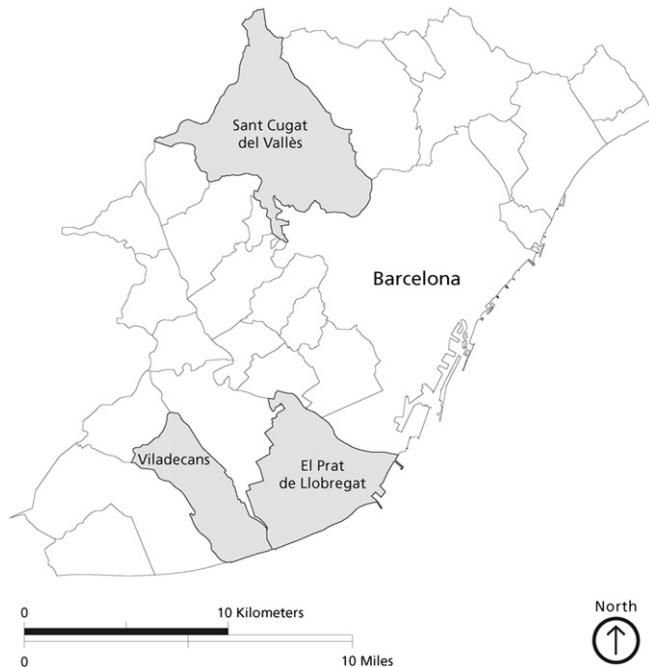 Sant Cugat
del Vallès
Barcelona
Viladecans
El Prat
de Llobregat
0 10 Kilometers
0 10 Miles
North